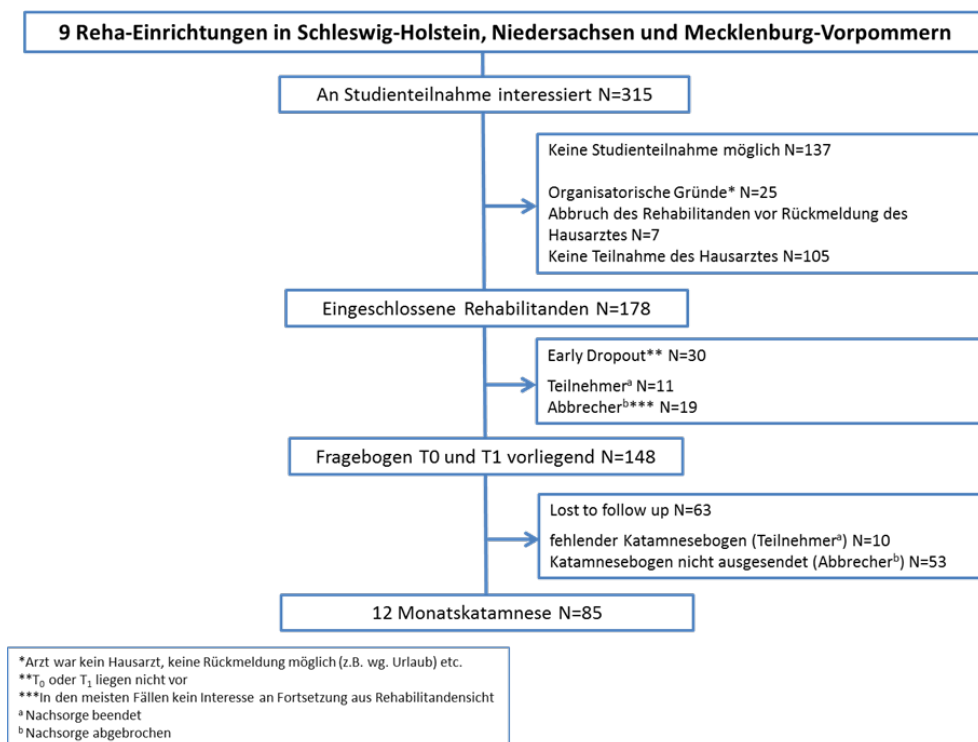 9 Reha-Einrichtungen in Schleswig-Holstein, Niedersachsen und Mecklenburg-Vorpommern
An Studienteilnahme interessiert N=315
Keine Studienteilnahme möglich N=137
Organisatorische Gründe* N=25
Abbruch des Rehabilitanden vor Rückmeldung des
Hausarztes N=7
Keine Teilnahme des Hausarztes N=105
Eingeschlossene Rehabilitanden N=178
Early Dropout** N=30
Teilnehmerᵃ N=11
Abbrecherᵇ*** N=19
Fragebogen T0 und T1 vorliegend N=148
Lost to follow up N=63
fehlender Katamnesebogen (Teilnehmerᵃ) N=10
Katamnesebogen nicht ausgesendet (Abbrecherᵇ) N=53
12 Monatskatamnese N=85
*Arzt war kein Hausarzt, keine Rückmeldung möglich (z.B. wg. Urlaub) etc.
**T₀ oder T₁ liegen nicht vor
***In den meisten Fällen kein Interesse an Fortsetzung aus Rehabilitandensicht
ᵃ Nachsorge beendet
ᵇ Nachsorge abgebrochen